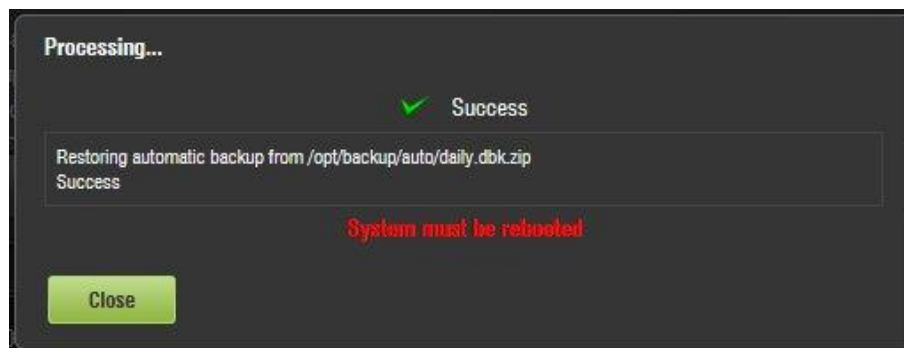 Processing...
Success
Restoring automatic backup from /opt/backup/auto/daily.dbk.zip
Success
System must be rebooted
Close